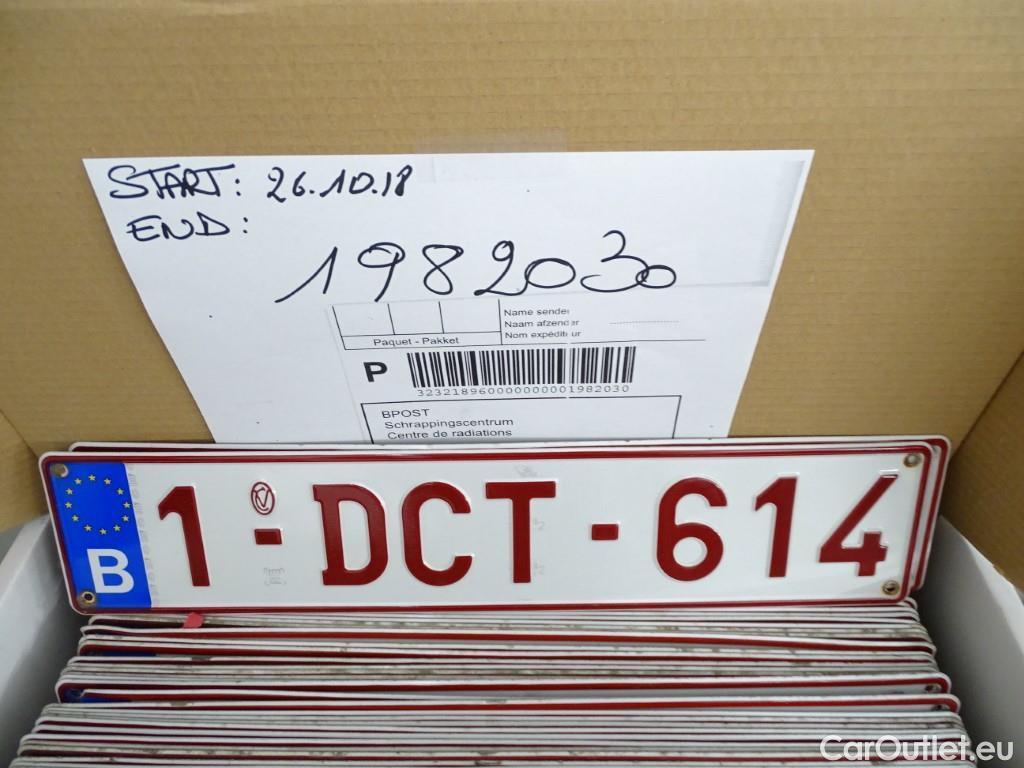 START: 26.10.18
END:
1982030
Name sender
Naam afzender
Nom expéditeur
Paquet - Pakket
P
323218960000000001982030
BPOST
Schrappingscentrum
Centre de radiations
B 1-DCT-614
CarOutlet.eu